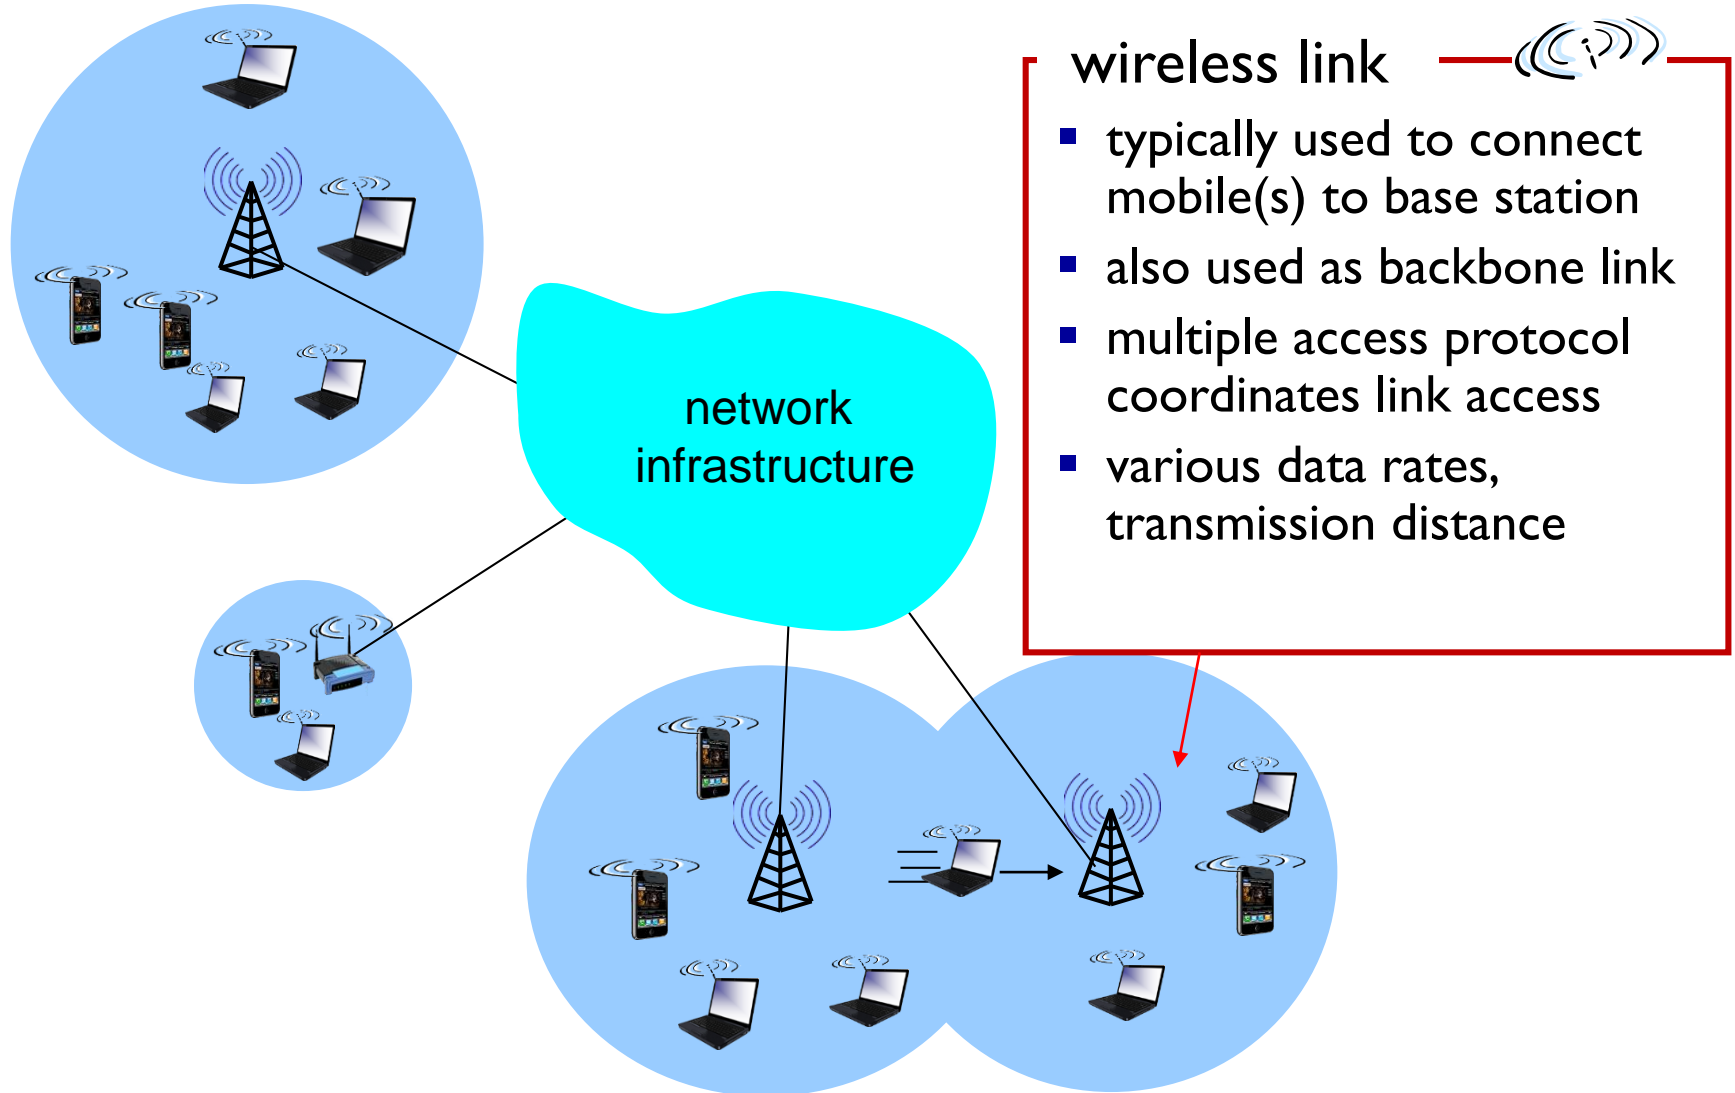 wireless link
typically used to connect
mobile(s) to base station
also used as backbone link
multiple access protocol
coordinates link access
various data rates,
transmission distance
network
infrastructure